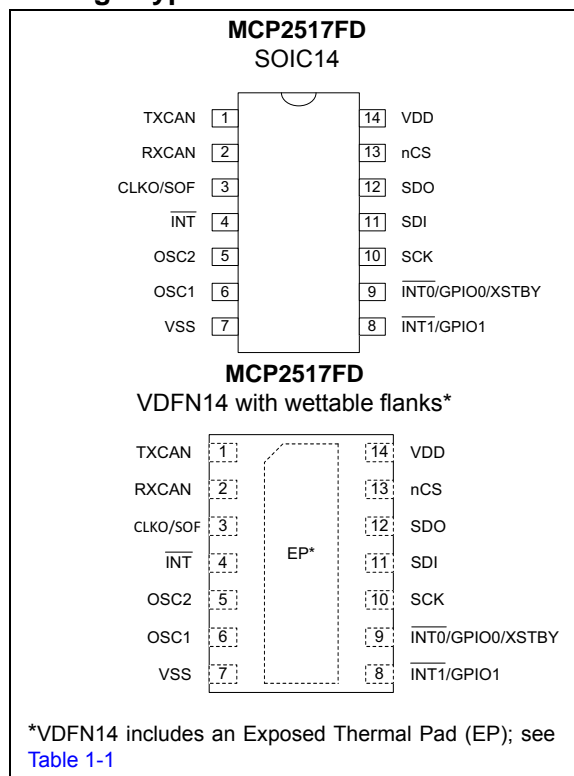 MCP2517FD
SOIC14
TXCAN 1 14 VDD
RXCAN 2 13 nCS
CLKO/SOF 3 12 SDO
INT 4 11 SDI
OSC2 5 10 SCK
OSC1 6 9 INT0/GPIO0/XSTBY
VSS 7 8 INT1/GPIO1
MCP2517FD
VDFN14 with wettable flanks*
TXCAN 1 14 VDD
RXCAN 2 13 nCS
CLKO/SOF 3 12 SDO
INT 4 EP* 11 SDI
OSC2 5 10 SCK
OSC1 6 9 INT0/GPIO0/XSTBY
VSS 7 8 INT1/GPIO1
*VDFN14 includes an Exposed Thermal Pad (EP); see
Table 1-1